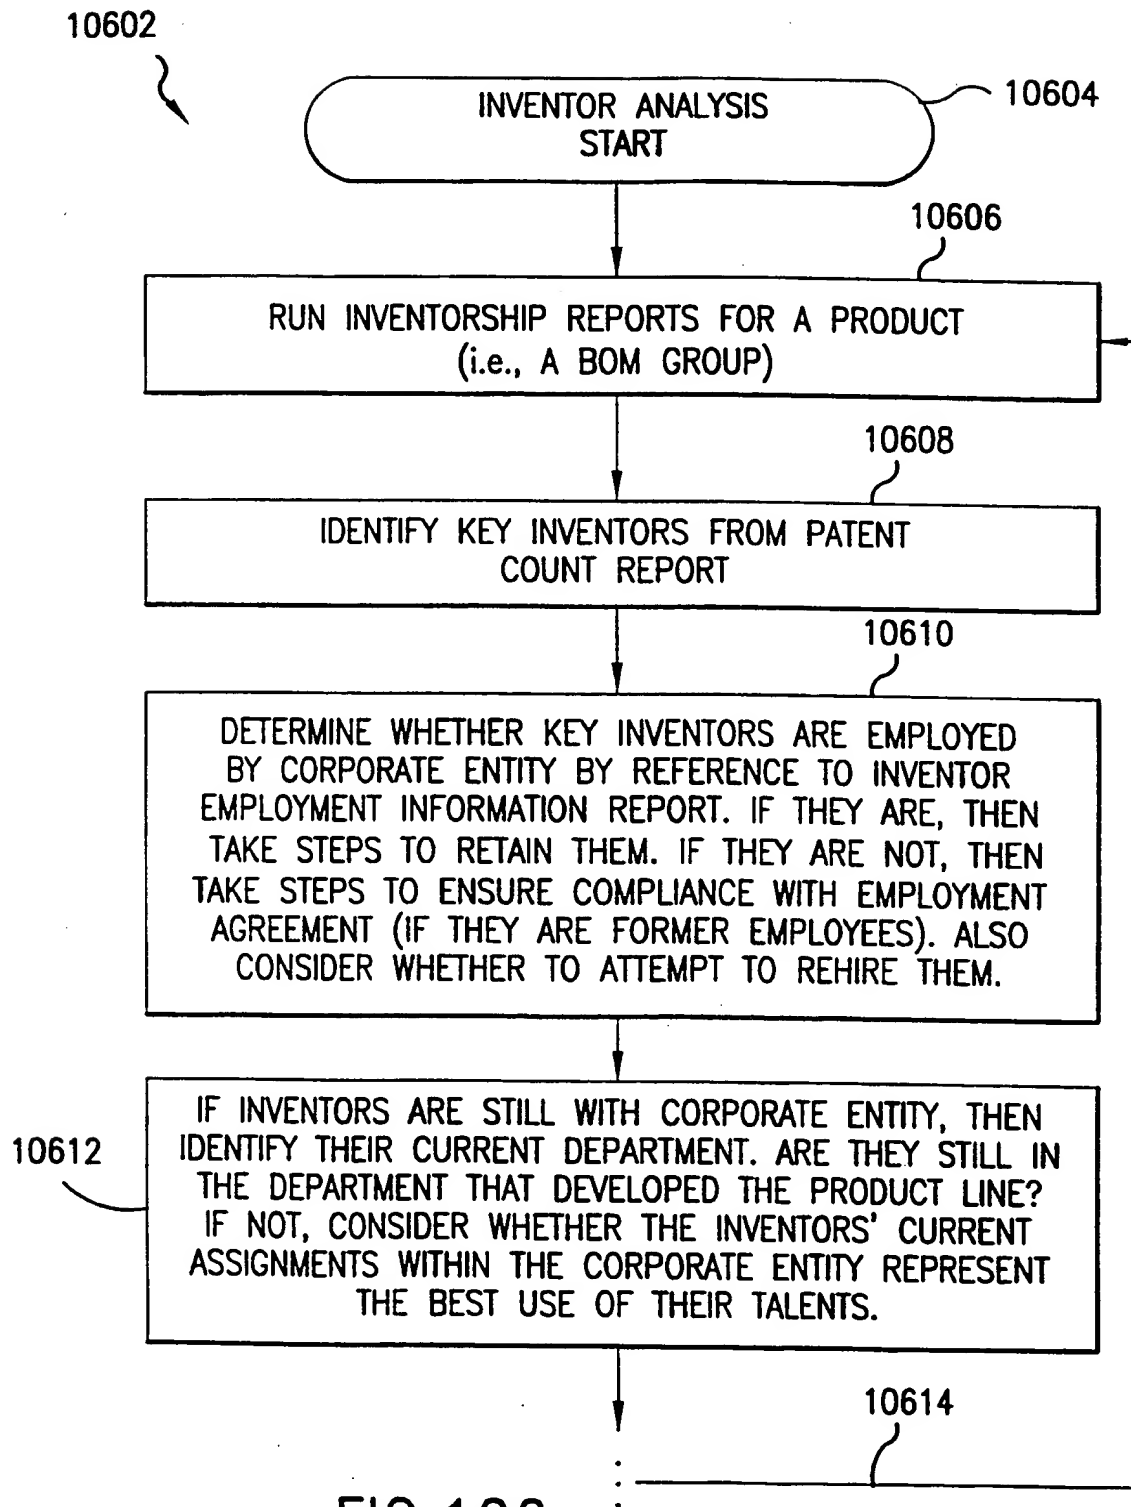 10602
INVENTOR ANALYSIS
START
10604
10606
RUN INVENTORSHIP REPORTS FOR A PRODUCT
(i.e., A BOM GROUP)
10608
IDENTIFY KEY INVENTORS FROM PATENT
COUNT REPORT
10610
DETERMINE WHETHER KEY INVENTORS ARE EMPLOYED
BY CORPORATE ENTITY BY REFERENCE TO INVENTOR
EMPLOYMENT INFORMATION REPORT. IF THEY ARE, THEN
TAKE STEPS TO RETAIN THEM. IF THEY ARE NOT, THEN
TAKE STEPS TO ENSURE COMPLIANCE WITH EMPLOYMENT
AGREEMENT (IF THEY ARE FORMER EMPLOYEES). ALSO
CONSIDER WHETHER TO ATTEMPT TO REHIRE THEM.
10612
IF INVENTORS ARE STILL WITH CORPORATE ENTITY, THEN
IDENTIFY THEIR CURRENT DEPARTMENT. ARE THEY STILL IN
THE DEPARTMENT THAT DEVELOPED THE PRODUCT LINE?
IF NOT, CONSIDER WHETHER THE INVENTORS' CURRENT
ASSIGNMENTS WITHIN THE CORPORATE ENTITY REPRESENT
THE BEST USE OF THEIR TALENTS.
10614